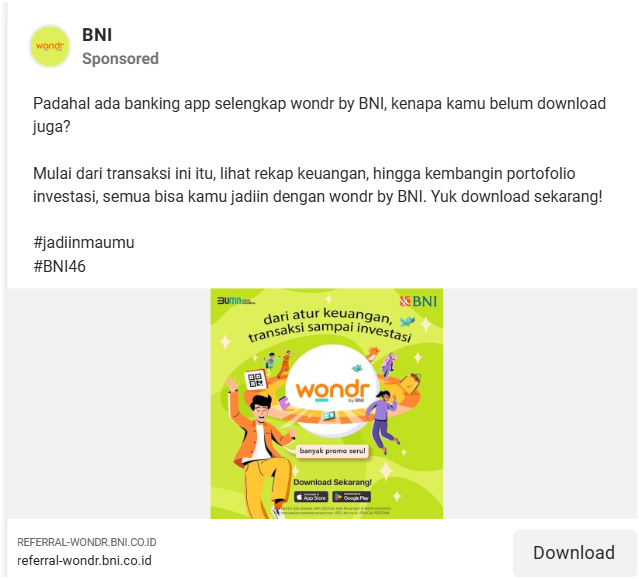 wondr
BNI
Sponsored
Padahal ada banking app selengkap wondr by BNI, kenapa kamu belum download
juga?
Mulai dari transaksi ini itu, lihat rekap keuangan, hingga kembangin portofolio
investasi, semua bisa kamu jadiin dengan wondr by BNI. Yuk download sekarang!
#jadiinmaumu
#BNI46
BUMN
BNI
dari atur keuangan,
transaksi sampai investasi
wondr
by BNI
banyak promo seru!
Download Sekarang!
App Store
Google Play
REFERRAL-WONDR.BNI.CO.ID
referral-wondr.bni.co.id
Download